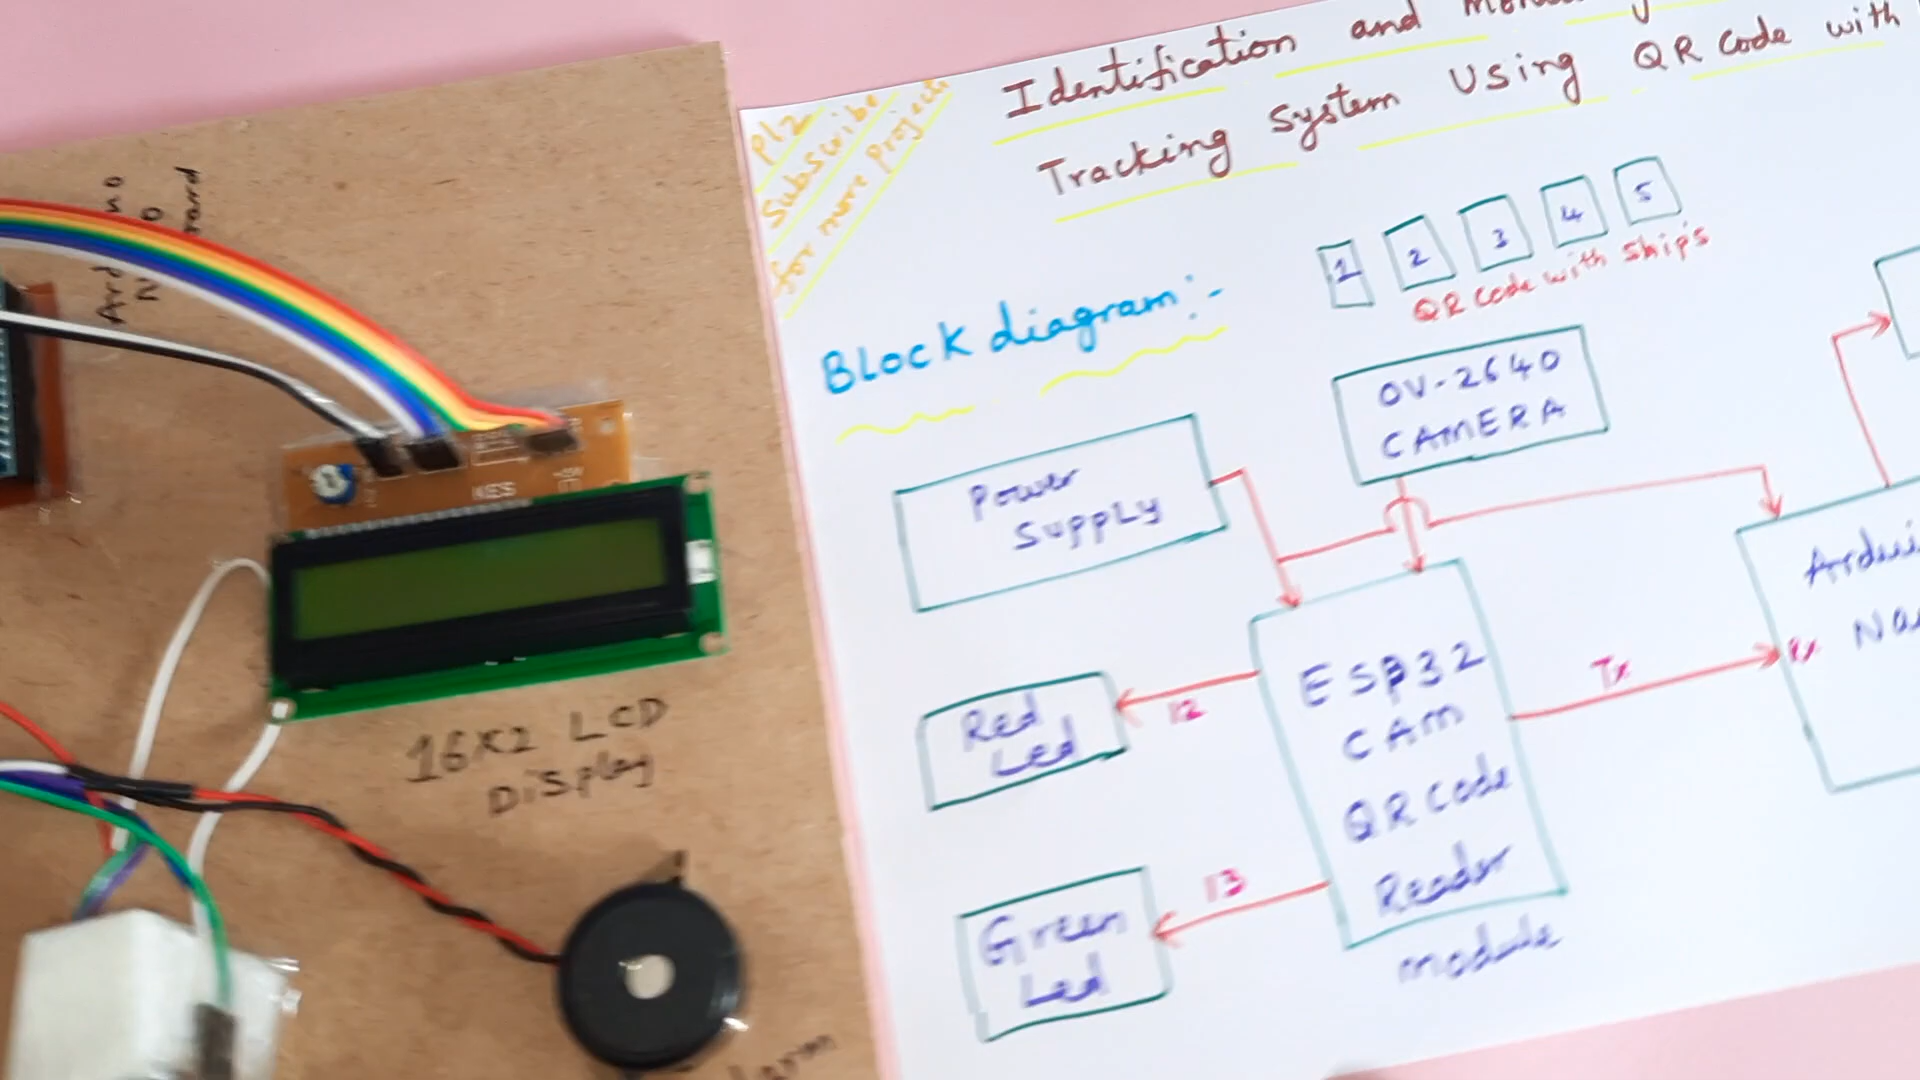 Identification and
Tracking System Using QR Code with
Plz
Subscribe
for more Projects
1 2 3 4 5
QR Code with Ships
Block diagram:-
OV-2640
CAMERA
Power
Supply
ESP32
CAM
QR Code
Reader
module
Red
Led
12
Green
Led
13
Tx
Rx
KES
16X2 LCD
Display